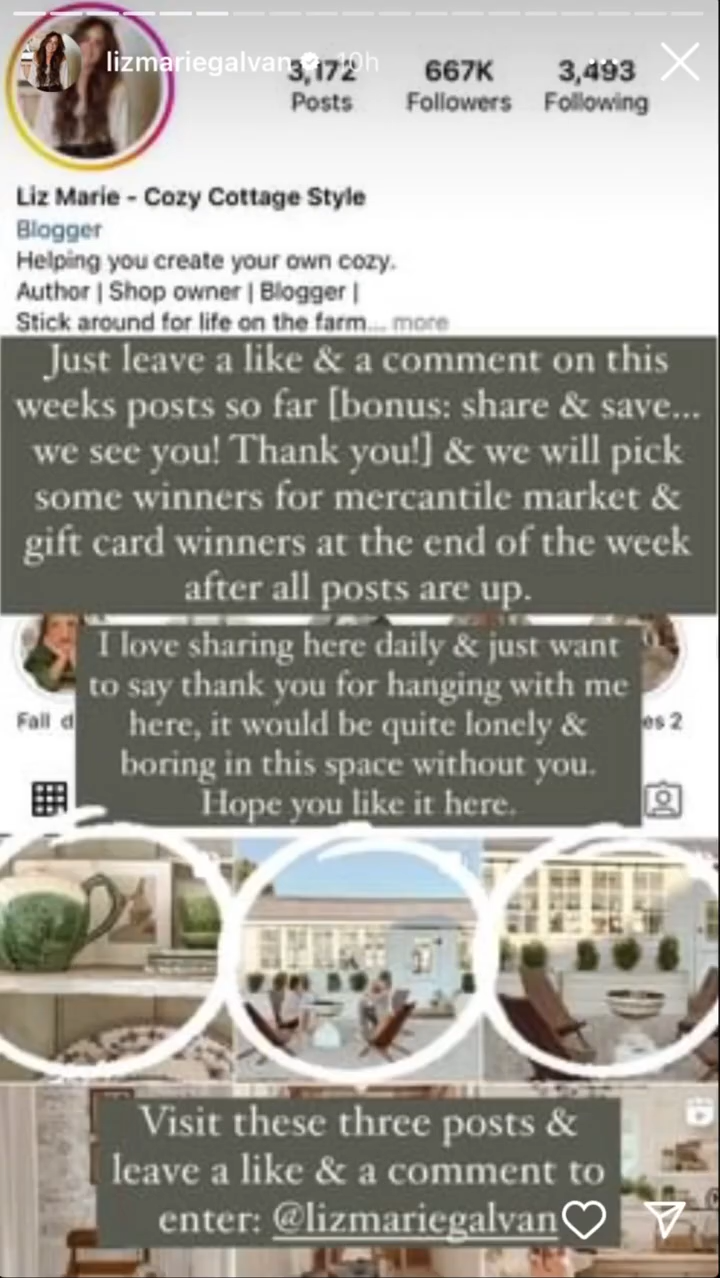 lizmariegalvan 10h
3,172 667K 3,493
Posts Followers Following
Liz Marie - Cozy Cottage Style
Blogger
Helping you create your own cozy.
Author | Shop owner | Blogger |
Stick around for life on the farm... more
Just leave a like & a comment on this
weeks posts so far [bonus: share & save...
we see you! Thank you!] & we will pick
some winners for mercantile market &
gift card winners at the end of the week
after all posts are up.
I love sharing here daily & just want
to say thank you for hanging with me
here, it would be quite lonely &
boring in this space without you.
Hope you like it here.
Fall d es 2
Visit these three posts &
leave a like & a comment to
enter: @lizmariegalvan